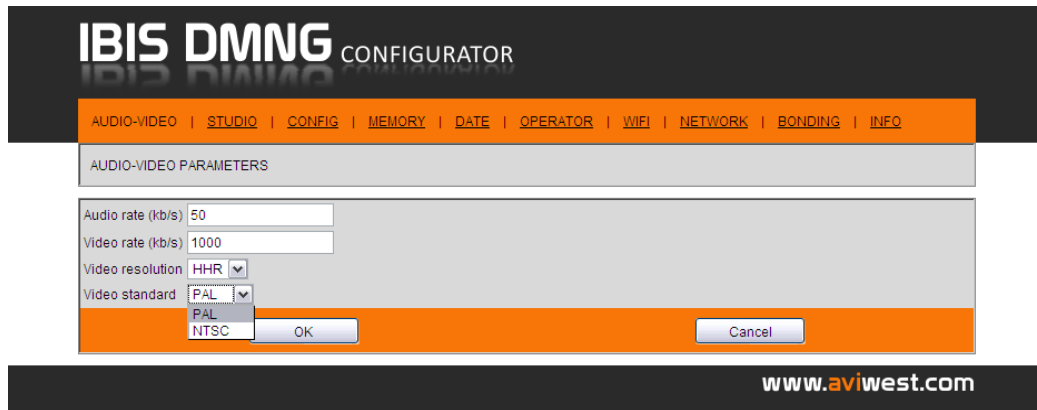 IBIS DMNG CONFIGURATOR
AUDIO-VIDEO | STUDIO | CONFIG | MEMORY | DATE | OPERATOR | WIFI | NETWORK | BONDING | INFO
AUDIO-VIDEO PARAMETERS
Audio rate (kb/s) 50
Video rate (kb/s) 1000
Video resolution HHR
Video standard PAL
PAL
NTSC
OK Cancel
www.aviwest.com